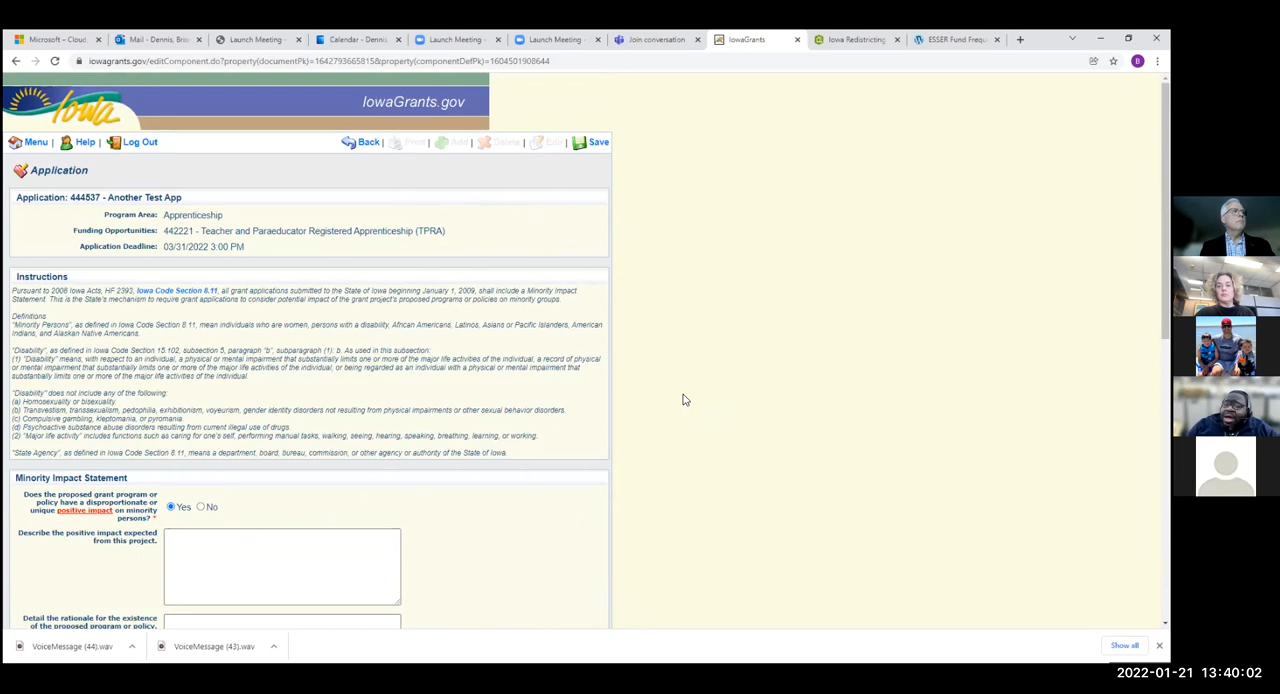 Microsoft – Cloud,
Mail - Dennis, Bris
Launch Meeting -
Calendar - Dennis
Launch Meeting -
Launch Meeting -
Join conversation
IowaGrants
Iowa Redistricting
ESSER Fund Freq
iowagrants.gov/editComponent.do?property(documentPk)=1642793665815&property(componentDefPk)=1604501908644
B
Iowa
IowaGrants.gov
Menu | Help | Log Out
Back | Print | Add | Delete | Edit | Save
Application
Application: 444537 - Another Test App
Program Area: Apprenticeship
Funding Opportunities: 442221 - Teacher and Paraeducator Registered Apprenticeship (TPRA)
Application Deadline: 03/31/2022 3:00 PM
Instructions
Pursuant to 2008 Iowa Acts, HF 2393, Iowa Code Section 8.11, all grant applications submitted to the State of Iowa beginning January 1, 2009, shall include a Minority Impact
Statement. This is the State's mechanism to require grant applications to consider potential impact of the grant project's proposed programs or policies on minority groups.
Definitions
"Minority Persons", as defined in Iowa Code Section 8.11, mean individuals who are women, persons with a disability, African Americans, Latinos, Asians or Pacific Islanders, American
Indians, and Alaskan Native Americans.
"Disability", as defined in Iowa Code Section 15.102, subsection 5, paragraph "b", subparagraph (1): b. As used in this subsection:
(1) "Disability" means, with respect to an individual, a physical or mental impairment that substantially limits one or more of the major life activities of the individual, a record of physical
or mental impairment that substantially limits one or more of the major life activities of the individual, or being regarded as an individual with a physical or mental impairment that
substantially limits one or more of the major life activities of the individual.
"Disability" does not include any of the following:
(a) Homosexuality or bisexuality.
(b) Transvestism, transsexualism, pedophilia, exhibitionism, voyeurism, gender identity disorders not resulting from physical impairments or other sexual behavior disorders.
(c) Compulsive gambling, kleptomania, or pyromania
(d) Psychoactive substance abuse disorders resulting from current illegal use of drugs.
(2) "Major life activity" includes functions such as caring for one's self, performing manual tasks, walking, seeing, hearing, speaking, breathing, learning, or working.
"State Agency", as defined in Iowa Code Section 8.11, means a department, board, bureau, commission, or other agency or authority of the State of Iowa.
Minority Impact Statement
Does the proposed grant program or
policy have a disproportionate or
unique positive impact on minority
persons? *
Yes No
Describe the positive impact expected
from this project.
Detail the rationale for the existence
of the proposed program or policy.
VoiceMessage (44).wav
VoiceMessage (43).wav
Show all
2022-01-21 13:40:02